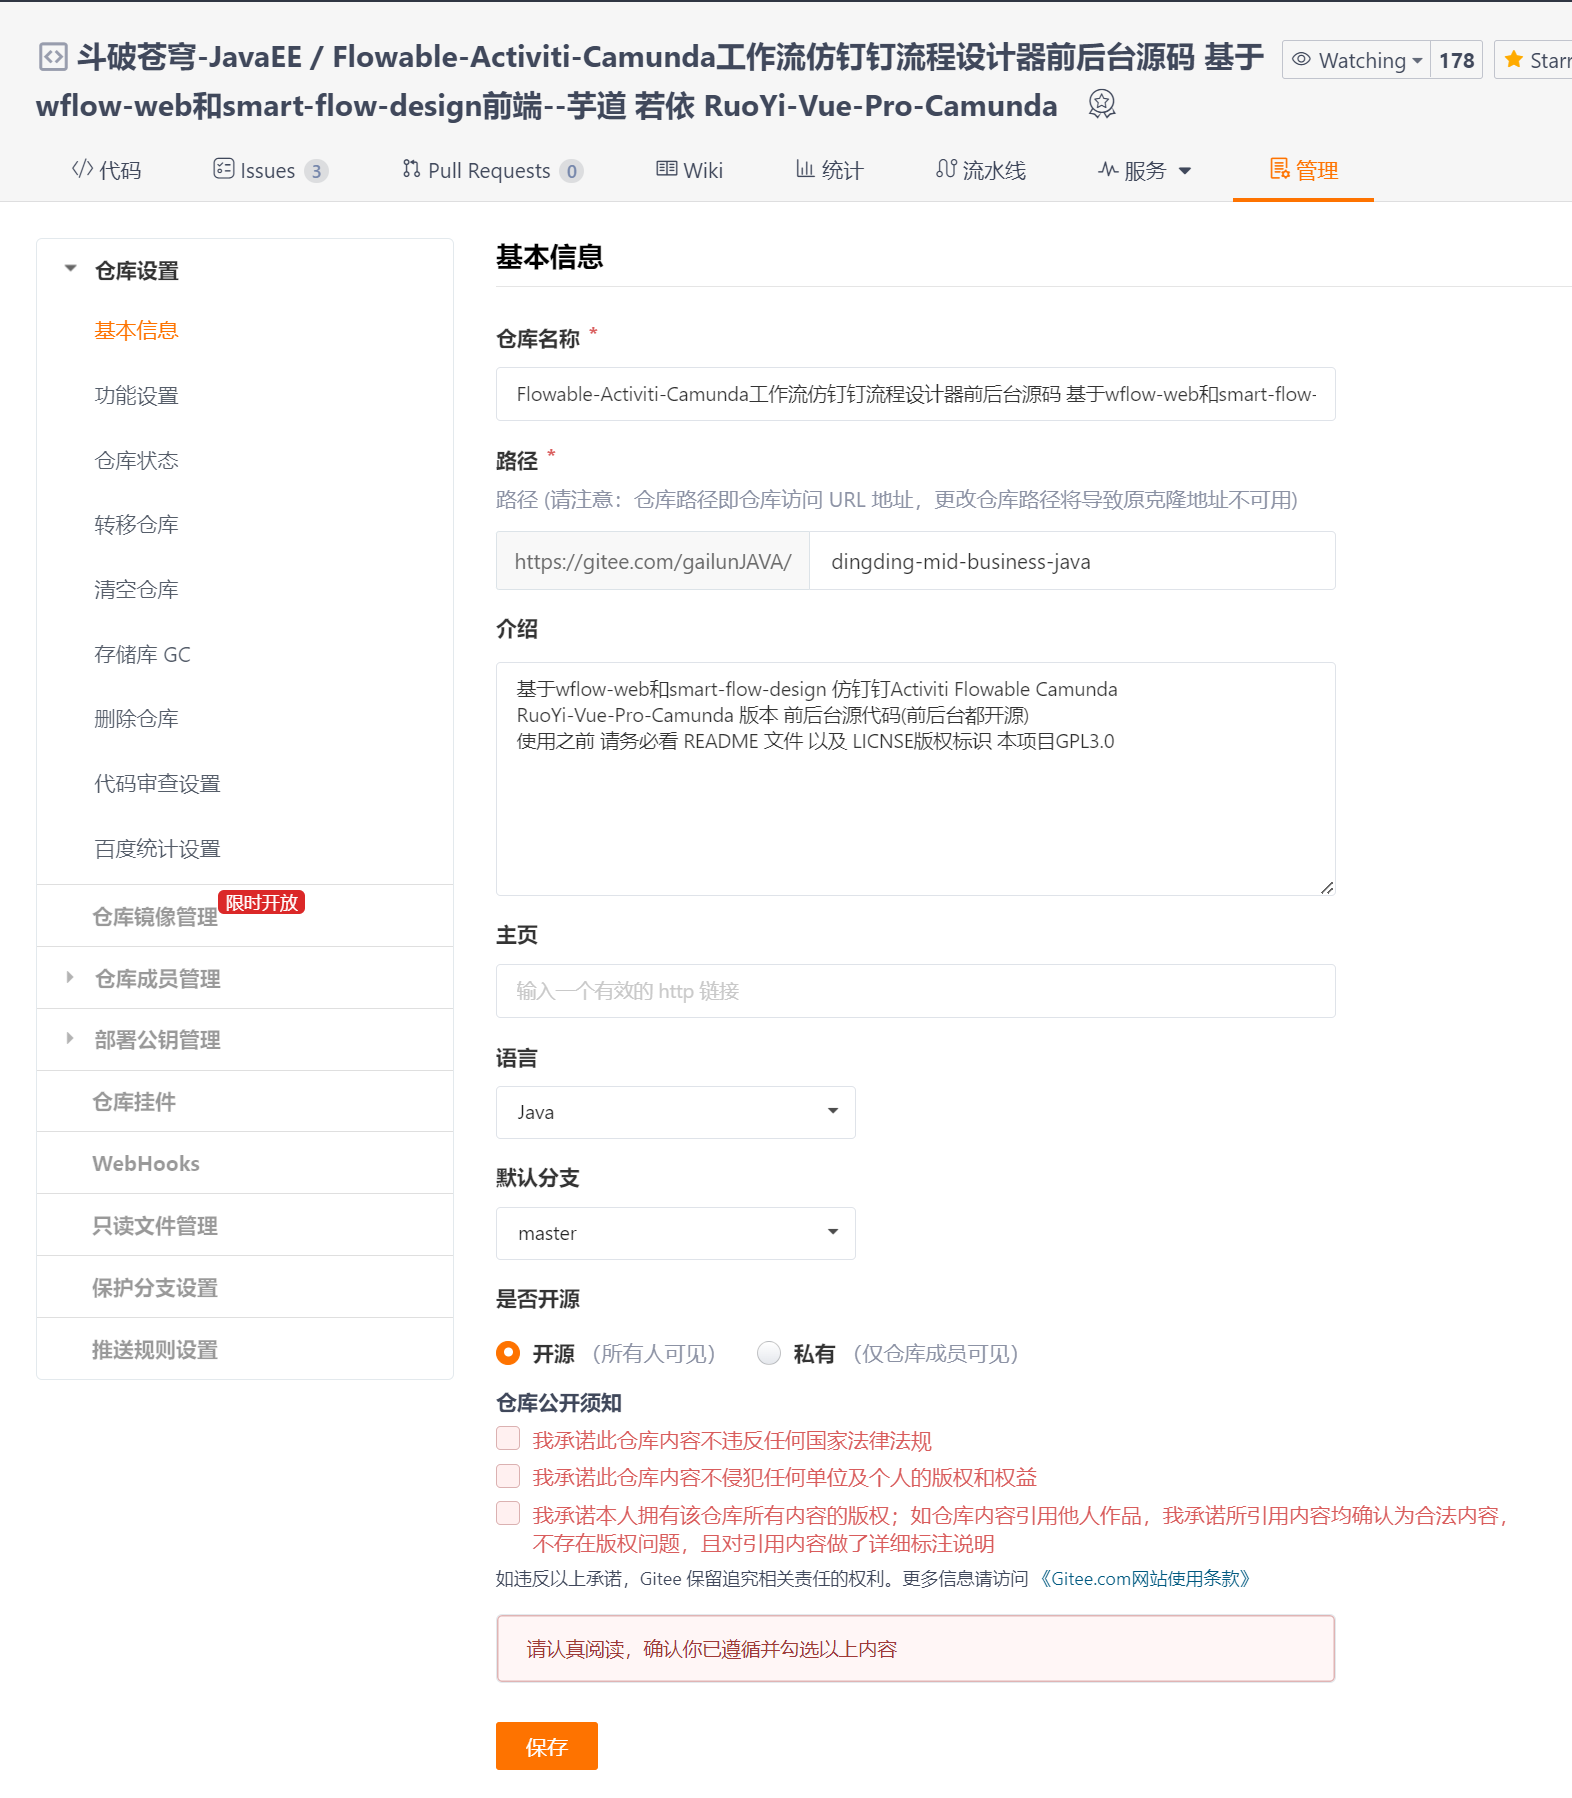 斗破苍穹-JavaEE / Flowable-Activiti-Camunda工作流仿钉钉流程设计器前后台源码 基于
wflow-web和smart-flow-design前端--芋道 若依 RuoYi-Vue-Pro-Camunda
Watching 178
代码 Issues 3 Pull Requests 0 Wiki 统计 流水线 服务 管理
仓库设置
基本信息
功能设置
仓库状态
转移仓库
清空仓库
存储库 GC
删除仓库
代码审查设置
百度统计设置
仓库镜像管理 限时开放
仓库成员管理
部署公钥管理
仓库挂件
WebHooks
只读文件管理
保护分支设置
推送规则设置
基本信息
仓库名称 *
Flowable-Activiti-Camunda工作流仿钉钉流程设计器前后台源码 基于wflow-web和smart-flow-
路径 *
路径 (请注意：仓库路径即仓库访问 URL 地址，更改仓库路径将导致原克隆地址不可用)
https://gitee.com/gailunJAVA/ dingding-mid-business-java
介绍
基于wflow-web和smart-flow-design 仿钉钉Activiti Flowable Camunda
RuoYi-Vue-Pro-Camunda 版本 前后台源代码(前后台都开源)
使用之前 请务必看 README 文件 以及 LICNSE版权标识 本项目GPL3.0
主页
输入一个有效的 http 链接
语言
Java
默认分支
master
是否开源
开源 （所有人可见） 私有 （仅仓库成员可见）
仓库公开须知
我承诺此仓库内容不违反任何国家法律法规
我承诺此仓库内容不侵犯任何单位及个人的版权和权益
我承诺本人拥有该仓库所有内容的版权；如仓库内容引用他人作品，我承诺所引用内容均确认为合法内容，
不存在版权问题，且对引用内容做了详细标注说明
如违反以上承诺，Gitee 保留追究相关责任的权利。更多信息请访问 《Gitee.com网站使用条款》
请认真阅读，确认你已遵循并勾选以上内容
保存